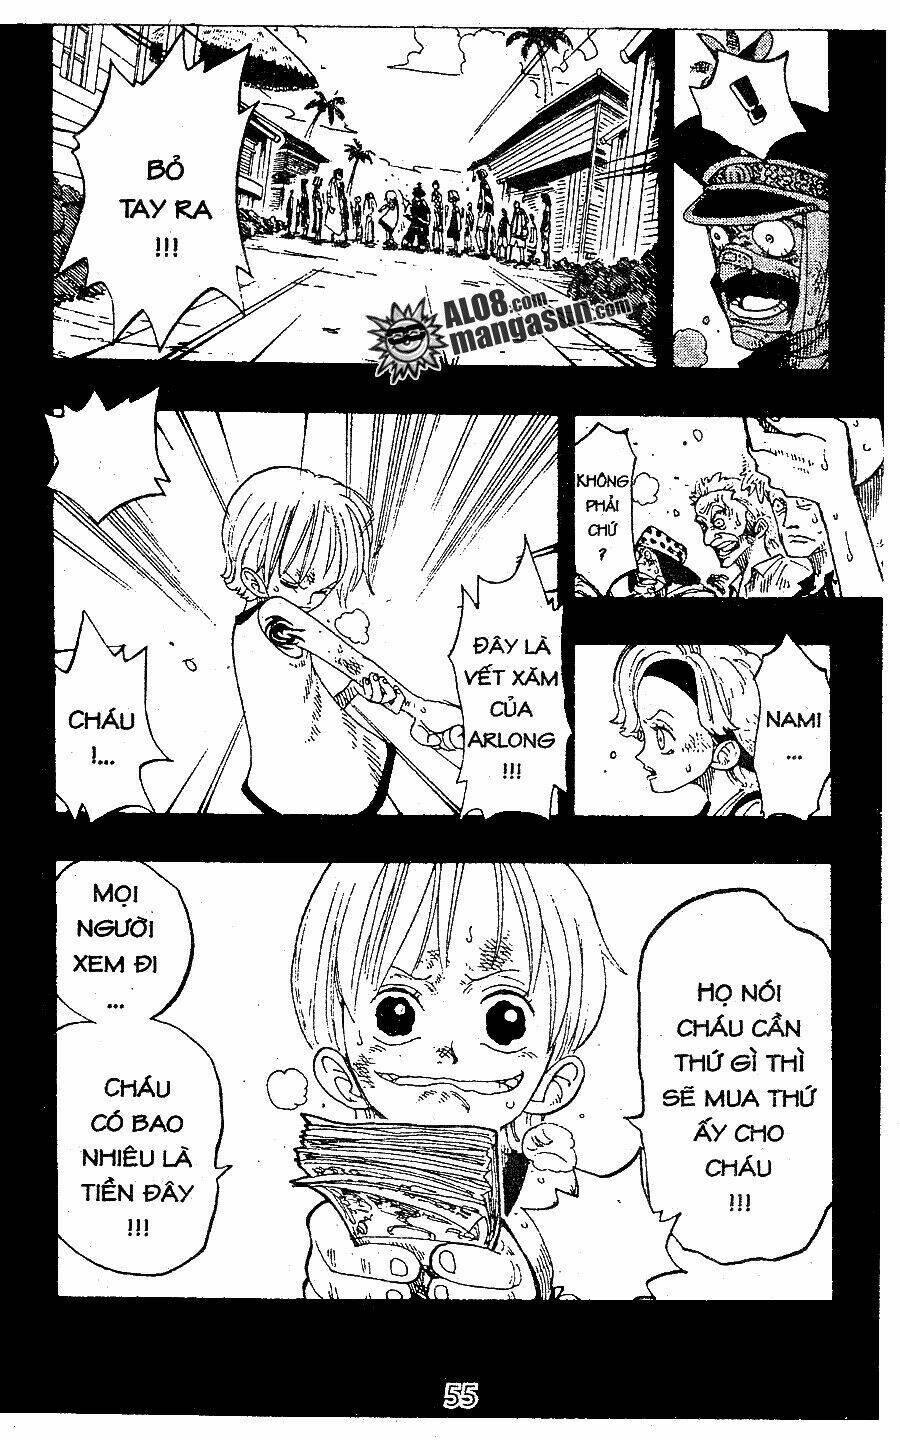 !
BỎ
TAY RA
!!!
AL08.com
mangasun.com
KHÔNG
PHẢI
CHỨ
?
ĐÂY LÀ
VẾT XĂM
CỦA
ARLONG
!!!
CHÁU
!...
NAMI
...
HỌ NÓI
CHÁU CẦN
THỨ GÌ THÌ
SẼ MUA THỨ
ẤY CHO
CHÁU
!!!
MỌI
NGƯỜI
XEM ĐI
...
CHÁU
CÓ BAO
NHIÊU LÀ
TIỀN ĐÂY
!!!
55